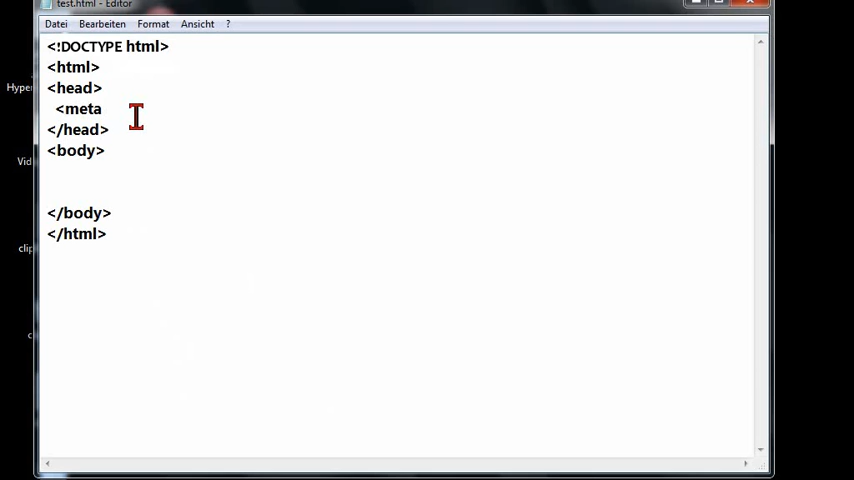 test.html - Editor
Datei Bearbeiten Format Ansicht ?
<!DOCTYPE html>
<html>
<head>
<meta
</head>
<body>
</body>
</html>
Hyper
Vid
clip
c